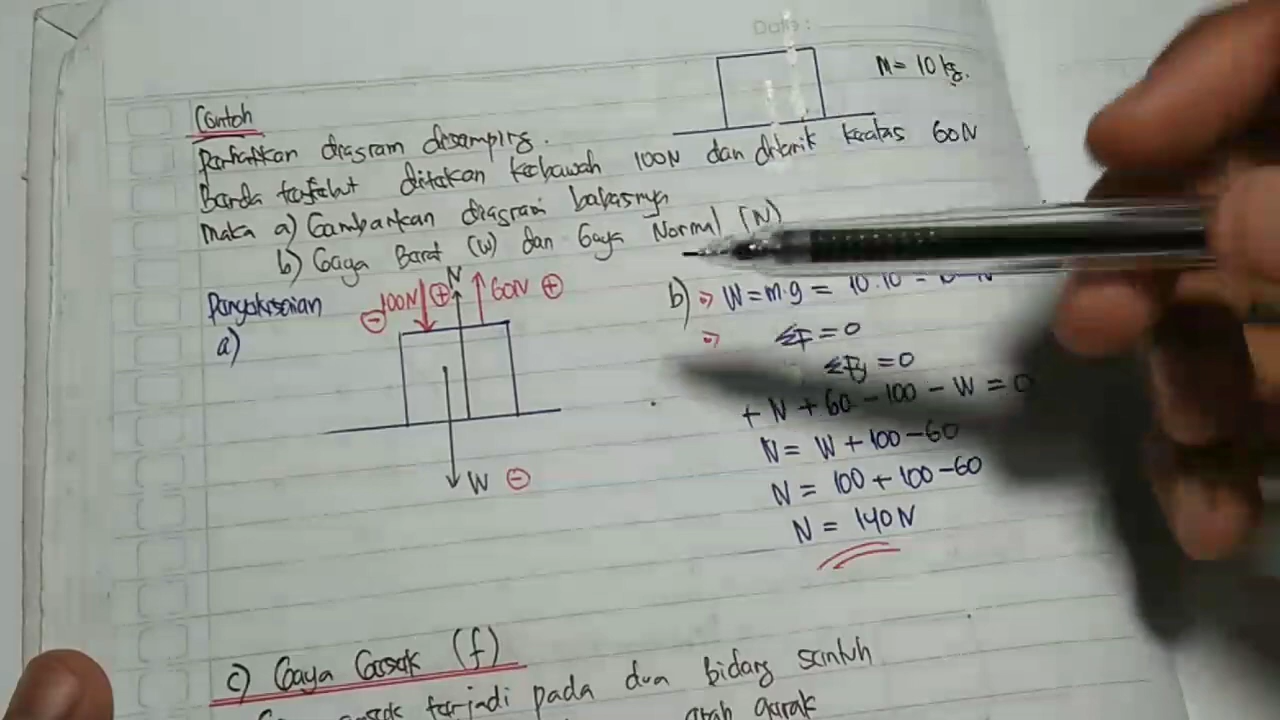 Date :
M = 10 kg.
Contoh
Perhatikan diagram disamping.
Benda tersebut ditekan kebawah 100N dan ditarik keatas 60N
maka a) Gambarkan diagram bebasnya
b) Gaya Berat (w) dan Gaya Normal (N)
Penyelesaian
a)
100N
N
60N
W
b) ⇒ W = m.g = 10.10 =
⇒ ΣF = 0
ΣFy = 0
+ N + 60 - 100 - W = 0
N = W + 100 - 60
N = 100 + 100 - 60
N = 140 N
c) Gaya Gesek (f)
gesek terjadi pada dua bidang sentuh
arah gerak